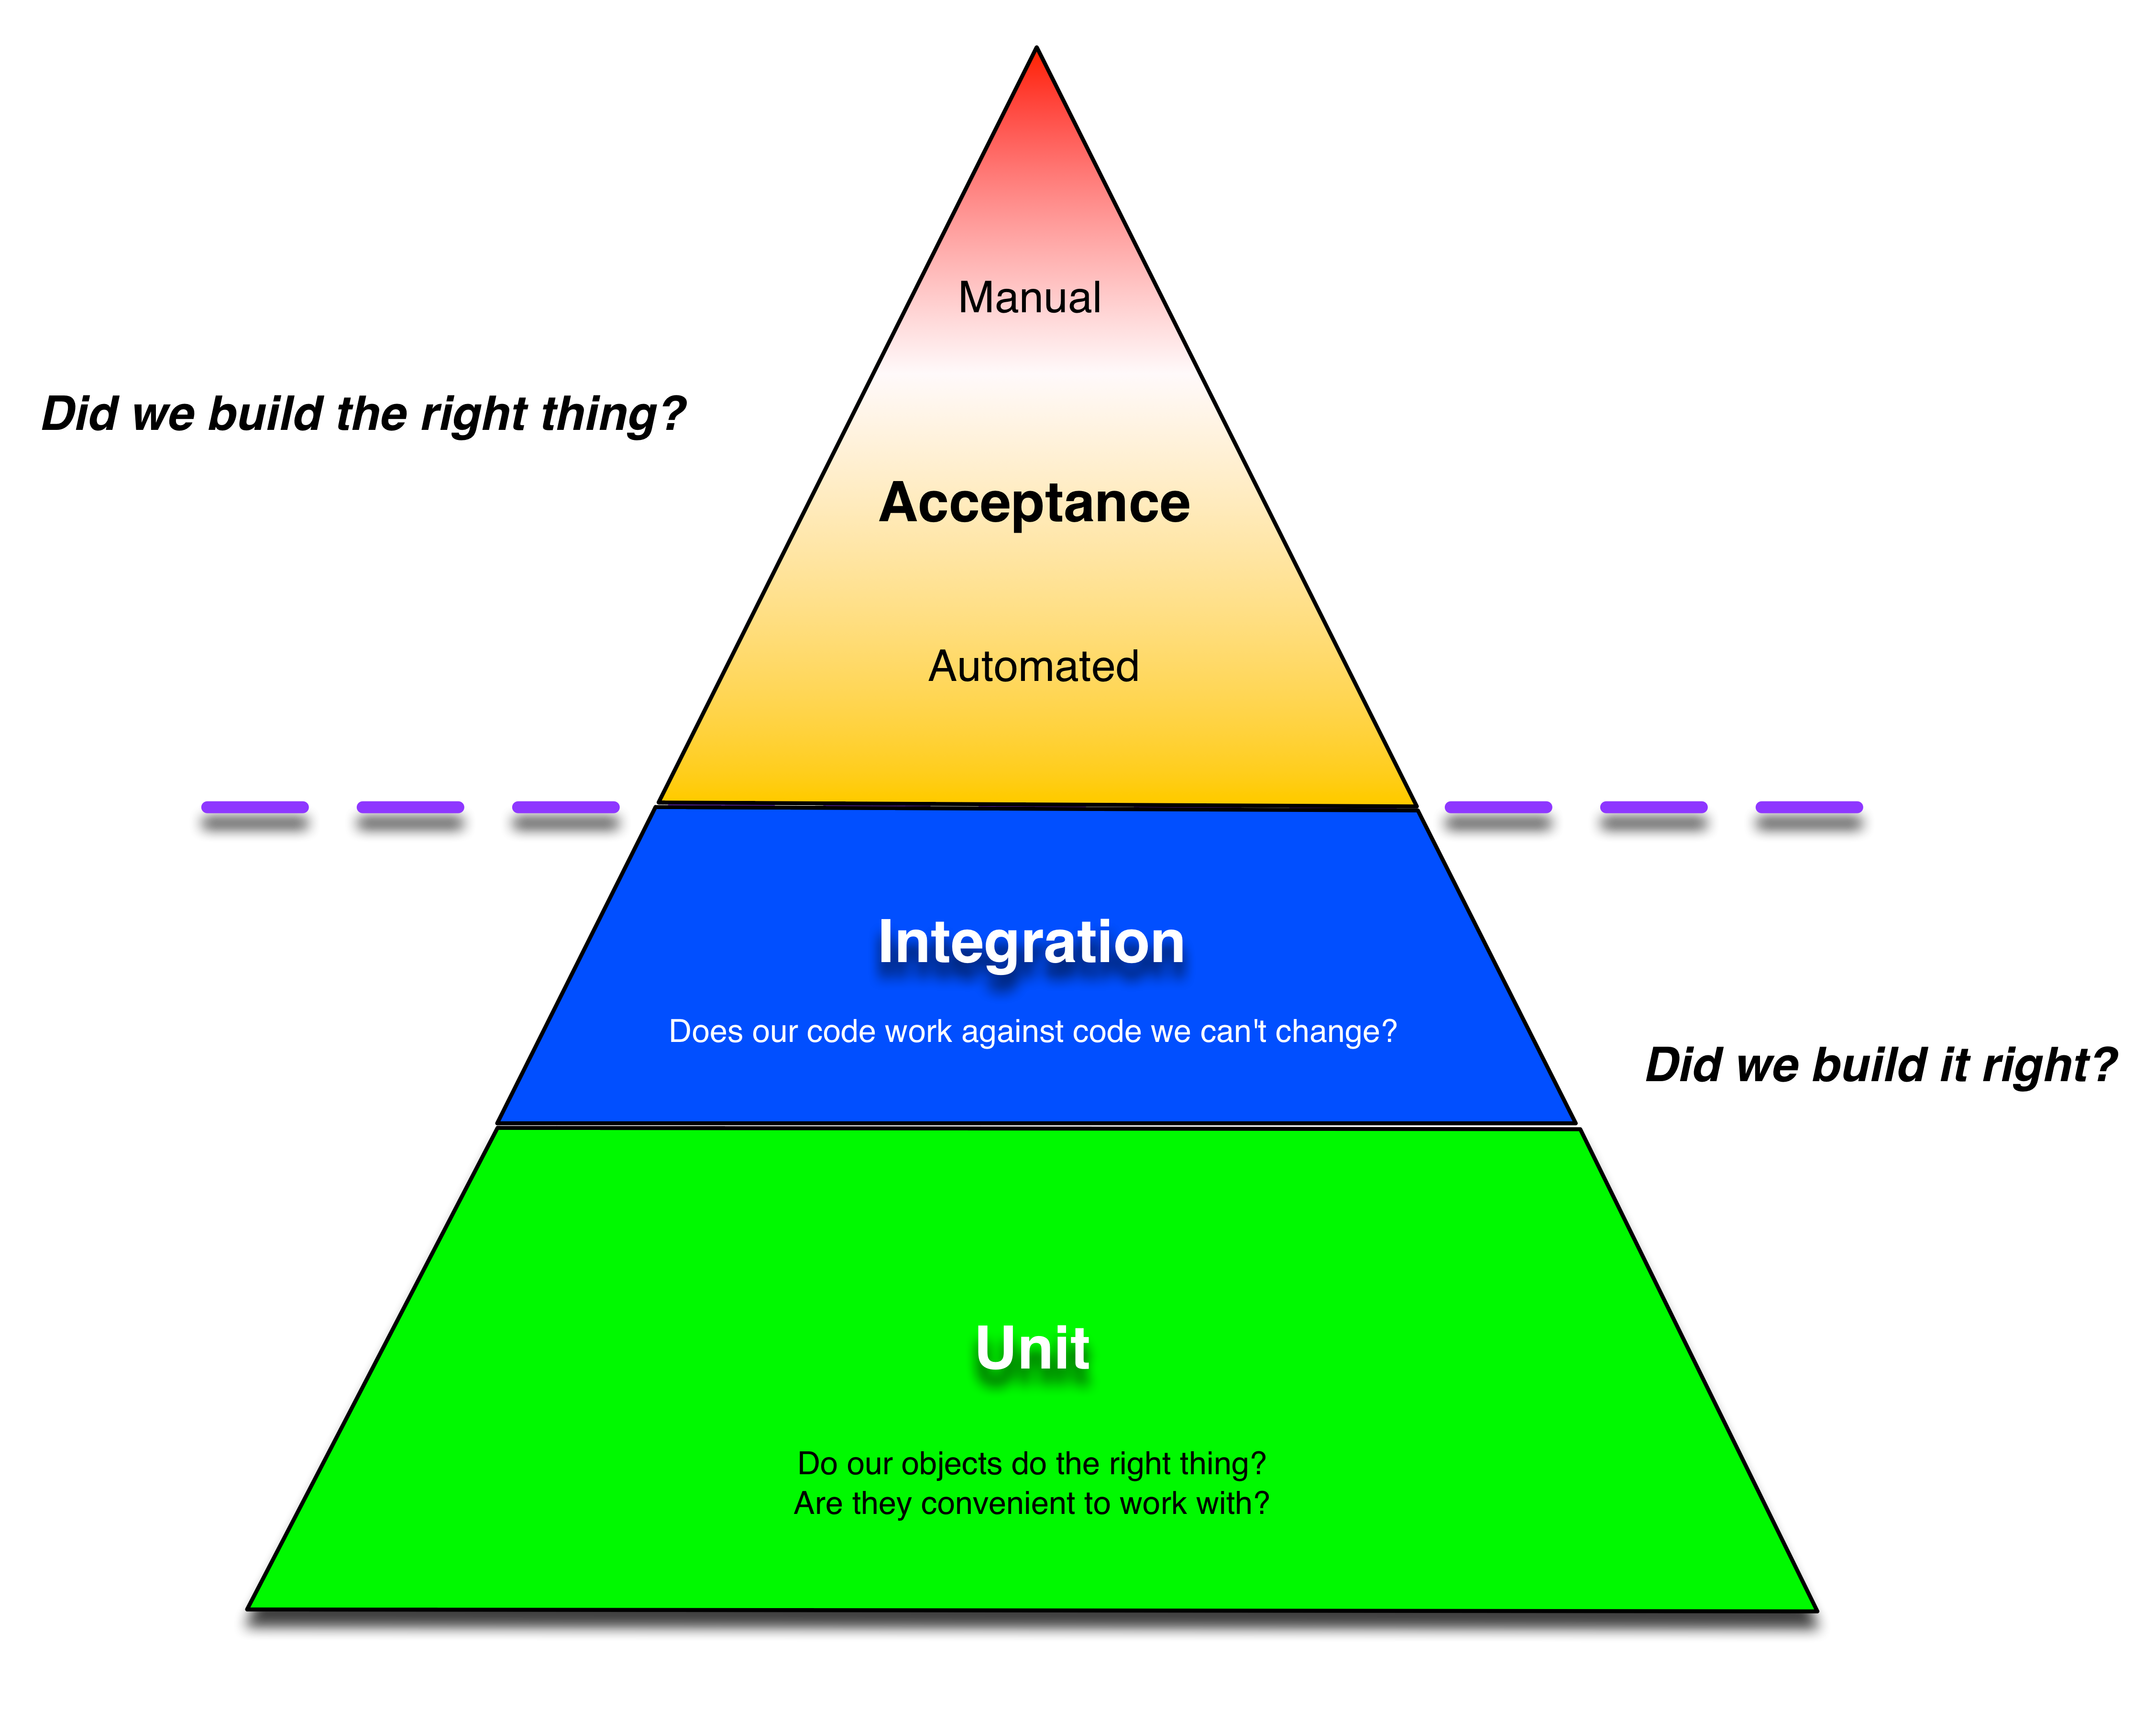 Manual
Did we build the right thing?
Acceptance
Automated
Integration
Does our code work against code we can't change?
Did we build it right?
Unit
Do our objects do the right thing?
Are they convenient to work with?